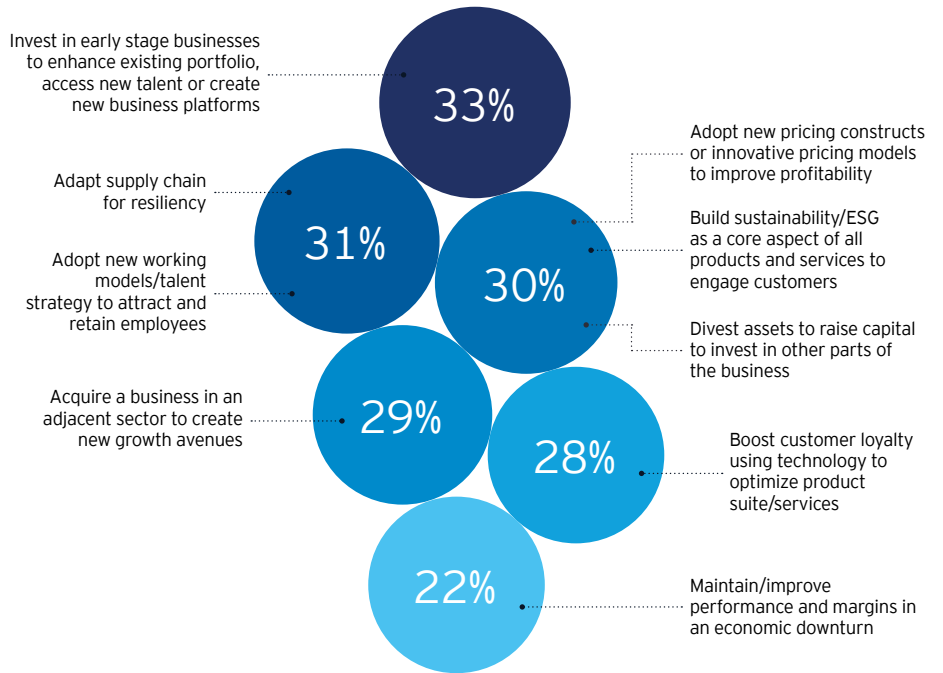 Invest in early stage businesses
to enhance existing portfolio,
access new talent or create
new business platforms
33%
Adapt supply chain
for resiliency
Adopt new working
models/talent
strategy to attract and
retain employees
31%
Adopt new pricing constructs
or innovative pricing models
to improve profitability
Build sustainability/ESG
as a core aspect of all
products and services to
engage customers
Divest assets to raise capital
to invest in other parts of
the business
30%
Acquire a business in an
adjacent sector to create
new growth avenues
29%
28%
Boost customer loyalty
using technology to
optimize product
suite/services
22%
Maintain/improve
performance and margins in
an economic downturn